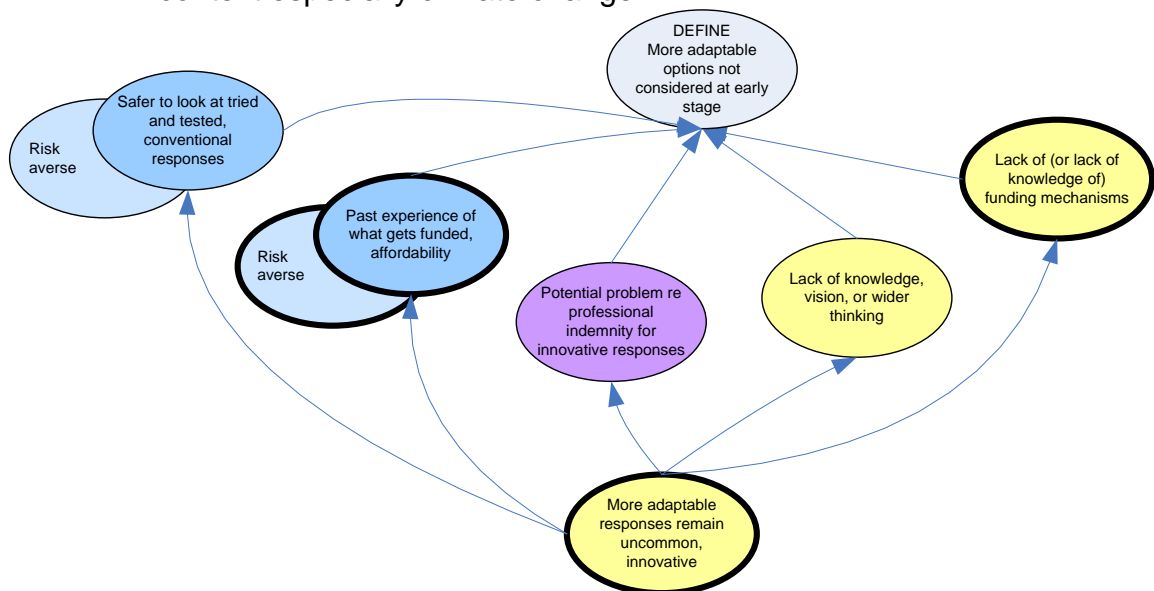 DEFINE
More adaptable
options not
considered at early
stage
Safer to look at tried
and tested,
conventional
responses
Risk
averse
Lack of (or lack of
knowledge of)
funding mechanisms
Past experience of
what gets funded,
affordability
Risk
averse
Potential problem re
professional
indemnity for
innovative responses
Lack of knowledge,
vision, or wider
thinking
More adaptable
responses remain
uncommon,
innovative